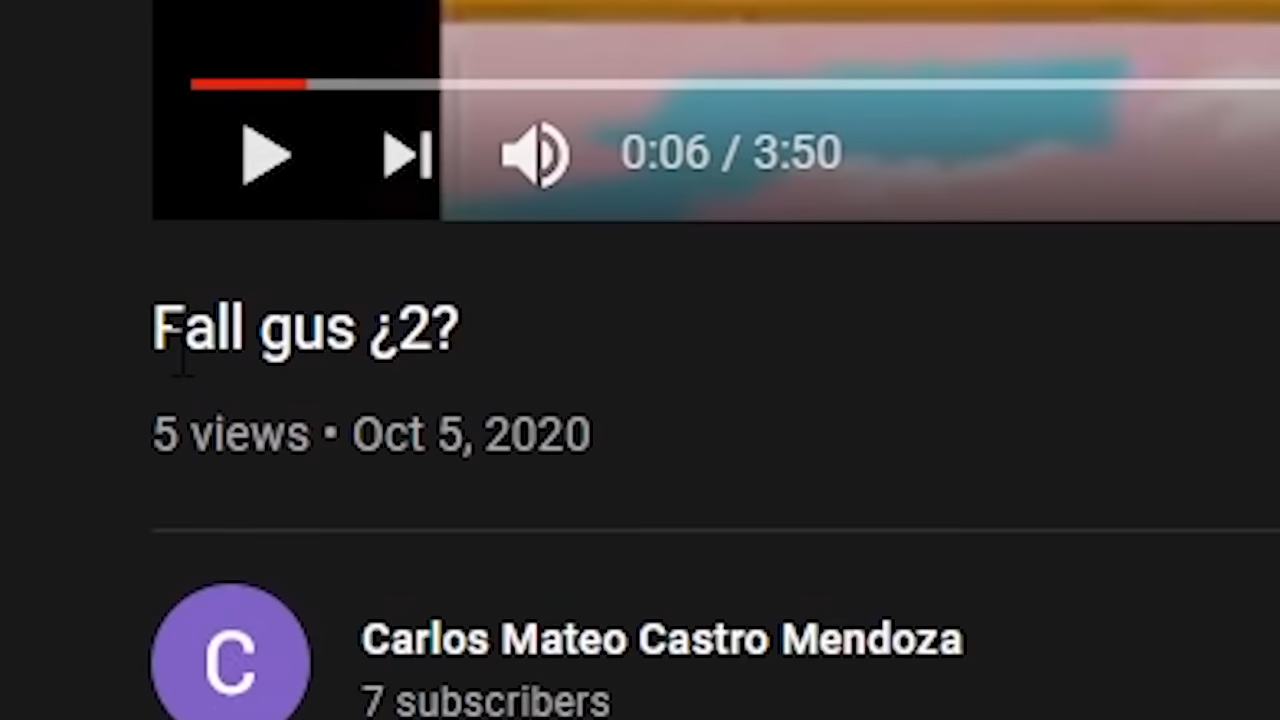 0:06 / 3:50
Fall gus ¿2?
5 views • Oct 5, 2020
C
Carlos Mateo Castro Mendoza
7 subscribers